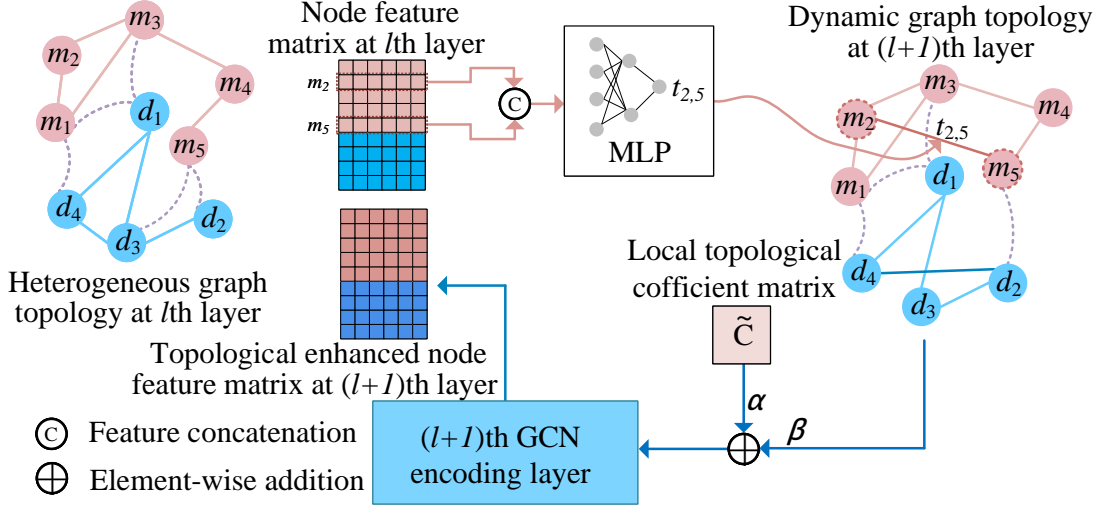 m3
m2
m4
m1
d1
m5
d4
d2
d3
Heterogeneous graph
topology at lth layer
Node feature
matrix at lth layer
m2
m5
C
t2,5
MLP
Dynamic graph topology
at (l+1)th layer
m3
m2
m4
t2,5
m5
m1
d1
d4
d2
d3
Local topological
cofficient matrix
C̃
α
β
Topological enhanced node
feature matrix at (l+1)th layer
(l+1)th GCN
encoding layer
C Feature concatenation
Element-wise addition